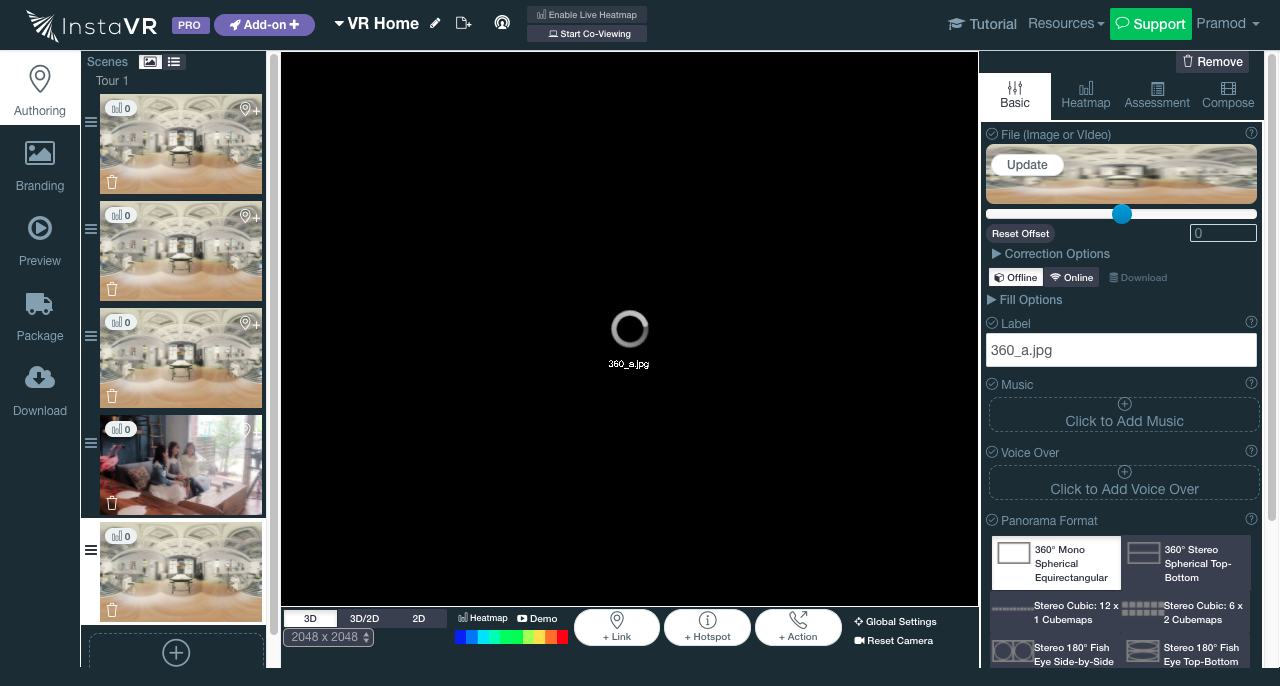 InstaVR PRO Add-on VR Home Enable Live Heatmap Start Co-Viewing Tutorial Resources Support Pramod
Authoring
Branding
Preview
Package
Download
Scenes
Tour 1
0
0
0
0
0
360_a.jpg
3D 3D/2D 2D
2048 x 2048
Heatmap Demo
+ Link
+ Hotspot
+ Action
Global Settings
Reset Camera
Remove
Basic Heatmap Assessment Compose
File (Image or VIdeo)
Update
Reset Offset 0
Correction Options
Offline Online Download
Fill Options
Label
360_a.jpg
Music
Click to Add Music
Voice Over
Click to Add Voice Over
Panorama Format
360° Mono
Spherical
Equirectangular
360° Stereo
Spherical Top-
Bottom
Stereo Cubic: 12 x
1 Cubemaps
Stereo Cubic: 6 x
2 Cubemaps
Stereo 180° Fish
Eye Side-by-Side
Stereo 180° Fish
Eye Top-Bottom